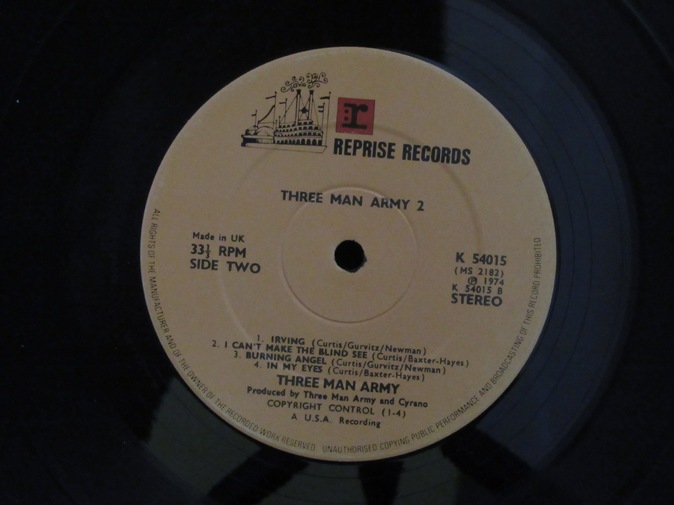 r
REPRISE RECORDS
THREE MAN ARMY 2
Made in UK
33⅓ RPM
SIDE TWO
K 54015
(MS 2182)
Ⓟ 1974
K 54015 B
STEREO
1. IRVING (Curtis/Gurvitz/Newman)
2. I CAN'T MAKE THE BLIND SEE (Curtis/Baxter-Hayes)
3. BURNING ANGEL (Curtis/Gurvitz/Newman)
4. IN MY EYES (Curtis/Baxter-Hayes)
THREE MAN ARMY
Produced by Three Man Army and Cyrano
COPYRIGHT CONTROL (1-4)
A U.S.A. Recording
ALL RIGHTS OF THE MANUFACTURER AND OF THE OWNER OF THE RECORDED WORK RESERVED UNAUTHORISED COPYING PUBLIC PERFORMANCE AND BROADCASTING OF THIS RECORD PROHIBITED